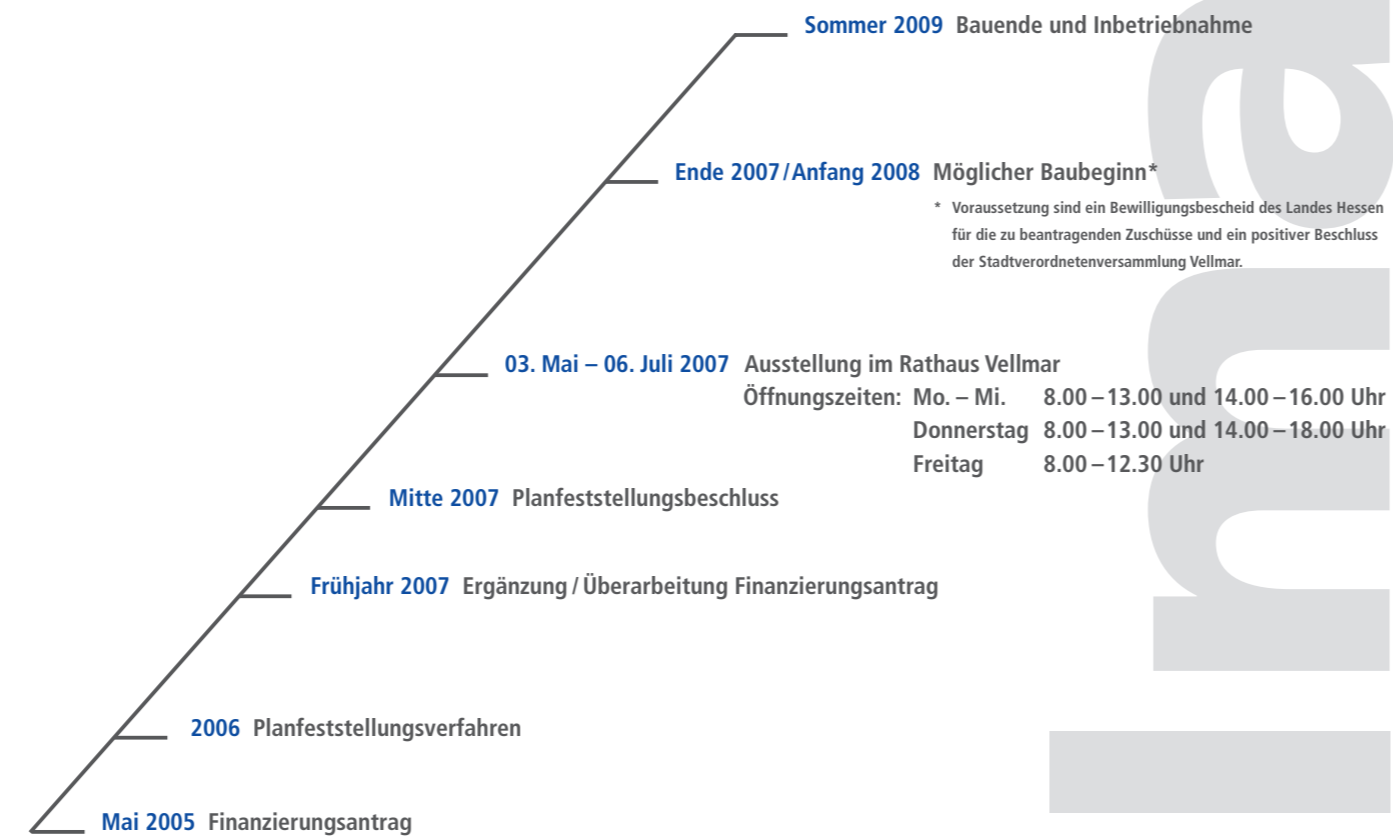 Sommer 2009 Bauende und Inbetriebnahme
Ende 2007/Anfang 2008 Möglicher Baubeginn*
* Voraussetzung sind ein Bewilligungsbescheid des Landes Hessen
für die zu beantragenden Zuschüsse und ein positiver Beschluss
der Stadtverordnetenversammlung Vellmar.
03. Mai – 06. Juli 2007 Ausstellung im Rathaus Vellmar
Öffnungszeiten: Mo. – Mi. 8.00–13.00 und 14.00–16.00 Uhr
Donnerstag 8.00–13.00 und 14.00–18.00 Uhr
Freitag 8.00–12.30 Uhr
Mitte 2007 Planfeststellungsbeschluss
Frühjahr 2007 Ergänzung / Überarbeitung Finanzierungsantrag
2006 Planfeststellungsverfahren
Mai 2005 Finanzierungsantrag